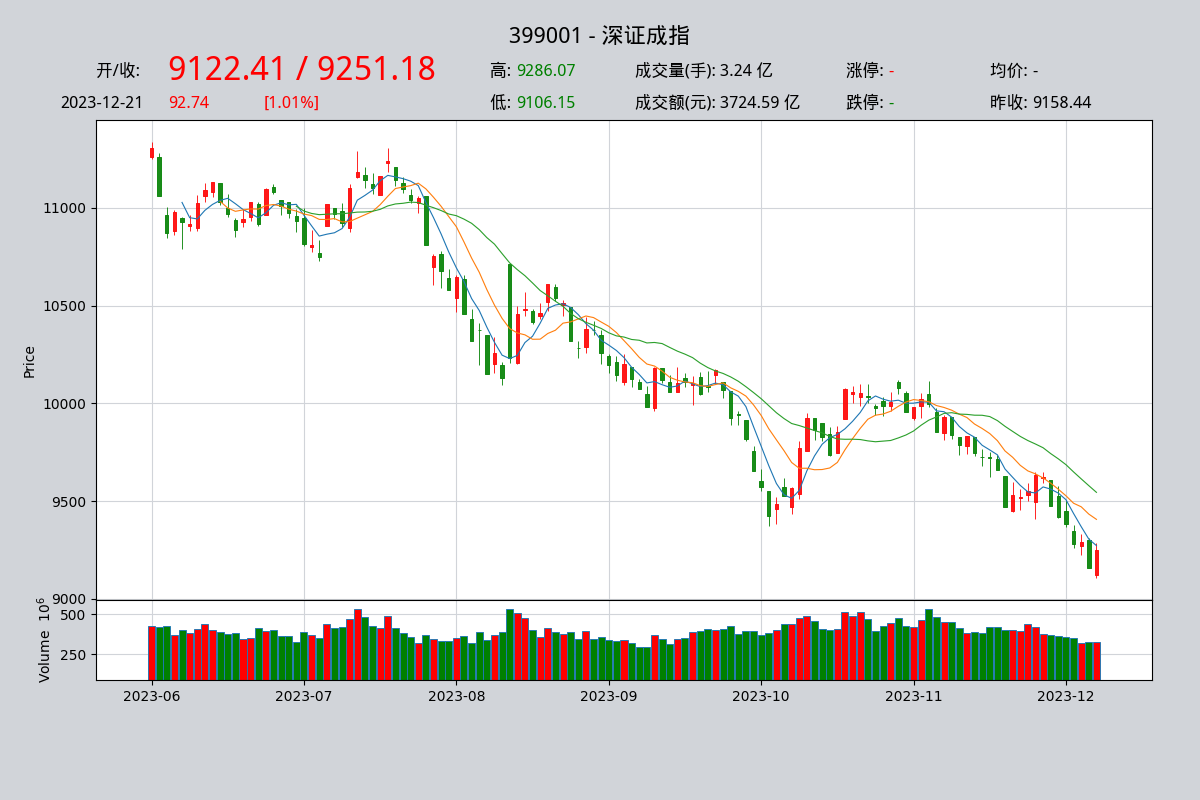 399001 - 深证成指
开/收: 9122.41 / 9251.18 高: 9286.07 成交量(手): 3.24 亿 涨停: - 均价: -
2023-12-21 92.74 [1.01%] 低: 9106.15 成交额(元): 3724.59 亿 跌停: - 昨收: 9158.44
11000
10500
10000
9500
9000
Price
500
250
Volume 10^6
2023-06 2023-07 2023-08 2023-09 2023-10 2023-11 2023-12